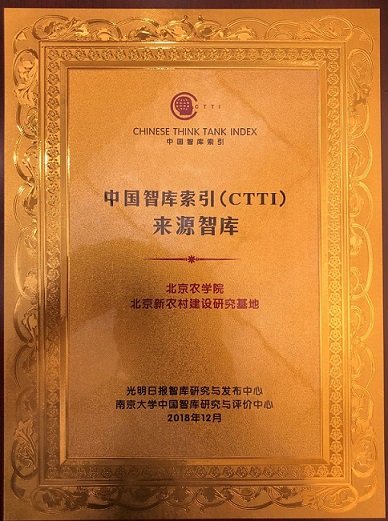 CTTI
CHINESE THINK TANK INDEX
中国智库索引
中国智库索引(CTTI)
来源智库
北京农学院
北京新农村建设研究基地
光明日报智库研究与发布中心
南京大学中国智库研究与评价中心
2018年12月